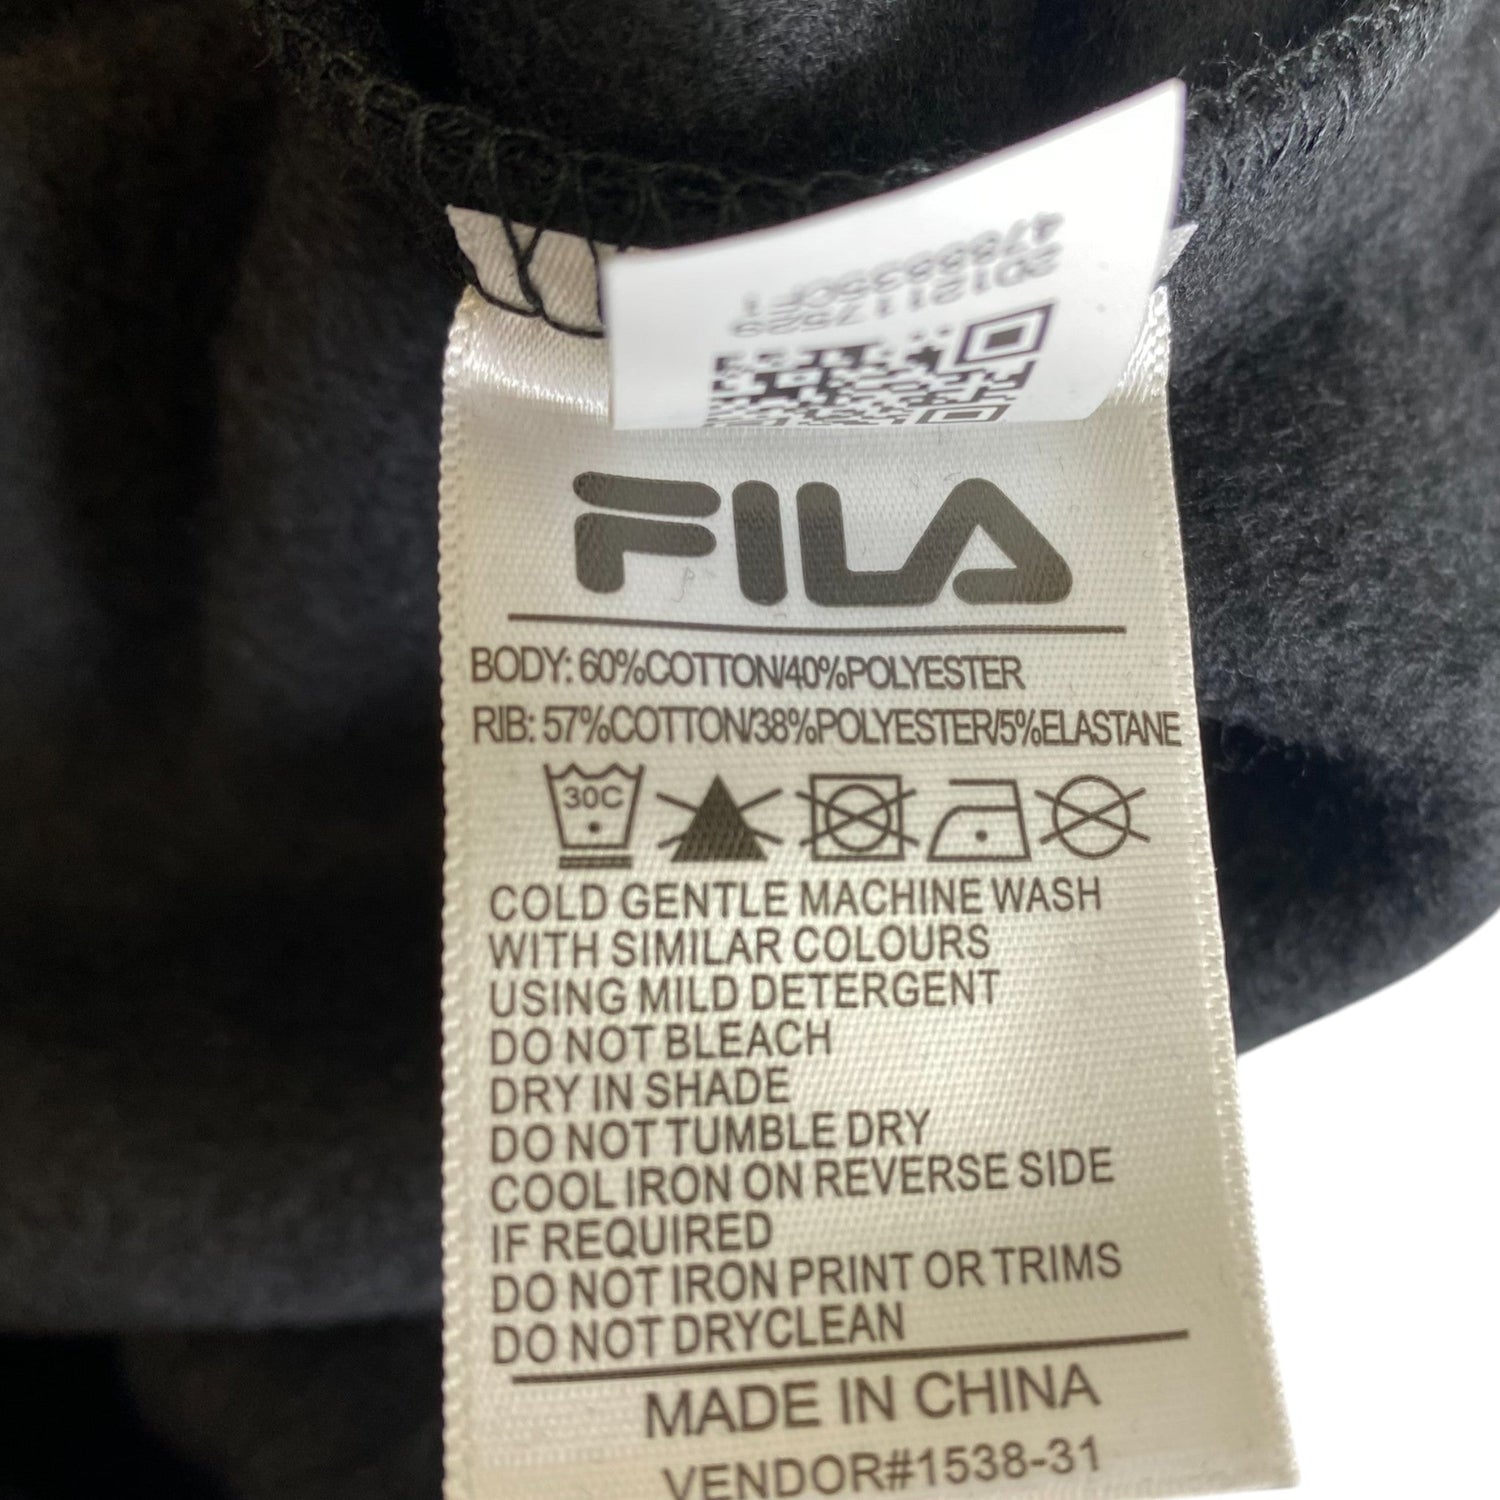 FILA
BODY: 60%COTTON/40%POLYESTER
RIB: 57%COTTON/38%POLYESTER/5%ELASTANE
30C
COLD GENTLE MACHINE WASH
WITH SIMILAR COLOURS
USING MILD DETERGENT
DO NOT BLEACH
DRY IN SHADE
DO NOT TUMBLE DRY
COOL IRON ON REVERSE SIDE
IF REQUIRED
DO NOT IRON PRINT OR TRIMS
DO NOT DRYCLEAN
MADE IN CHINA
VENDOR#1538-31